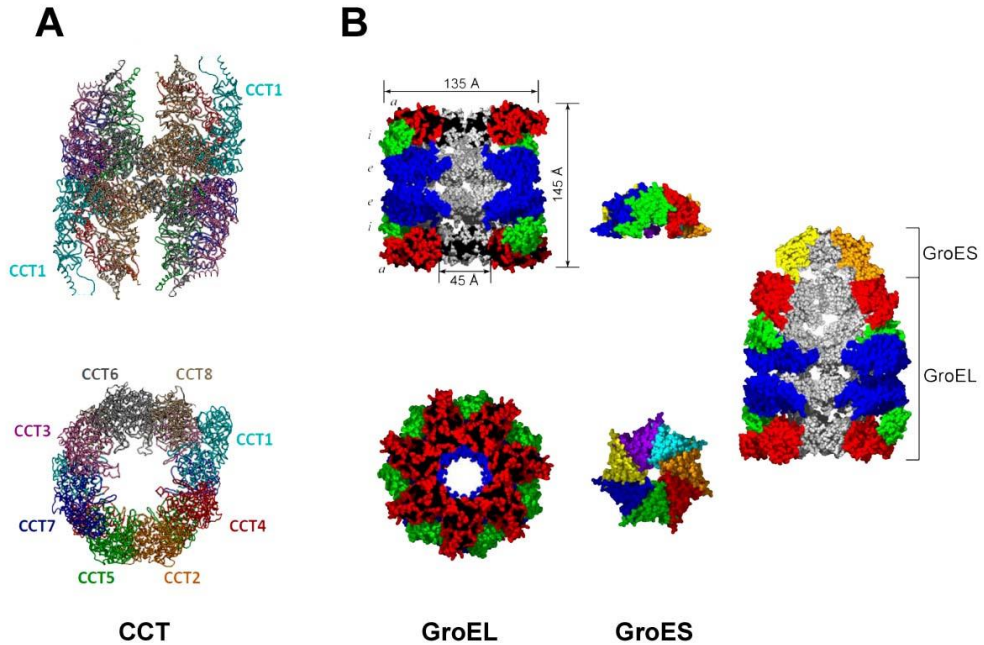 A
CCT1
CCT1
CCT6
CCT8
CCT3
CCT1
CCT7
CCT4
CCT5
CCT2
CCT
B
135 Å
a
i
e
e
i
a
145 Å
45 Å
GroES
GroEL
GroEL
GroES